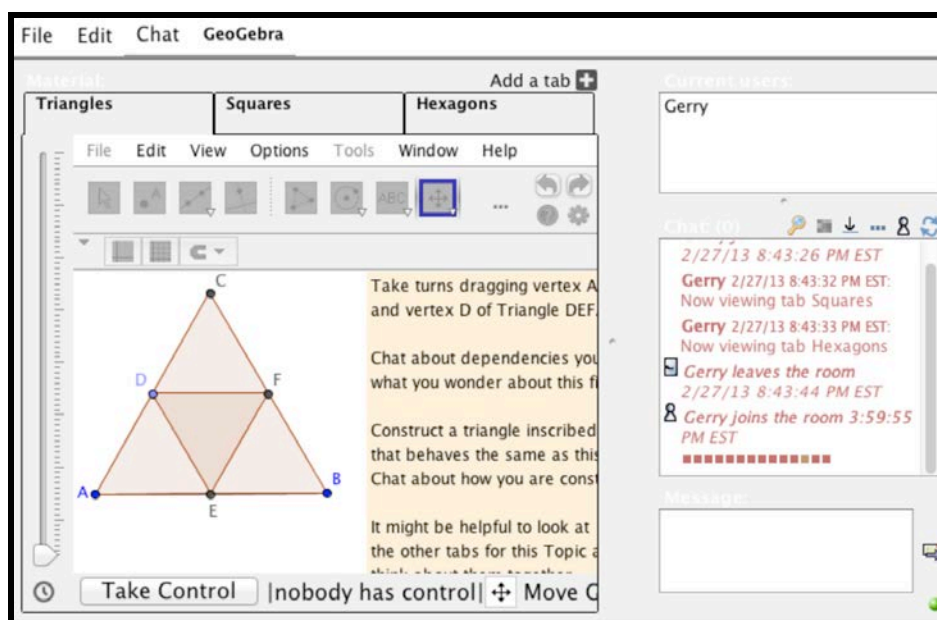 File Edit Chat GeoGebra
Material:
Add a tab
Triangles Squares Hexagons
File Edit View Options Tools Window Help
ABC
...
C
D F
A B
E
Take turns dragging vertex A
and vertex D of Triangle DEF.
Chat about dependencies you
what you wonder about this fi
Construct a triangle inscribed
that behaves the same as this
Chat about how you are const
It might be helpful to look at
the other tabs for this Topic a
think about them together
Take Control |nobody has control| Move G
Current users:
Gerry
Chat: (0)
2/27/13 8:43:26 PM EST
Gerry 2/27/13 8:43:32 PM EST:
Now viewing tab Squares
Gerry 2/27/13 8:43:33 PM EST:
Now viewing tab Hexagons
Gerry leaves the room
2/27/13 8:43:44 PM EST
Gerry joins the room 3:59:55
PM EST
Message: